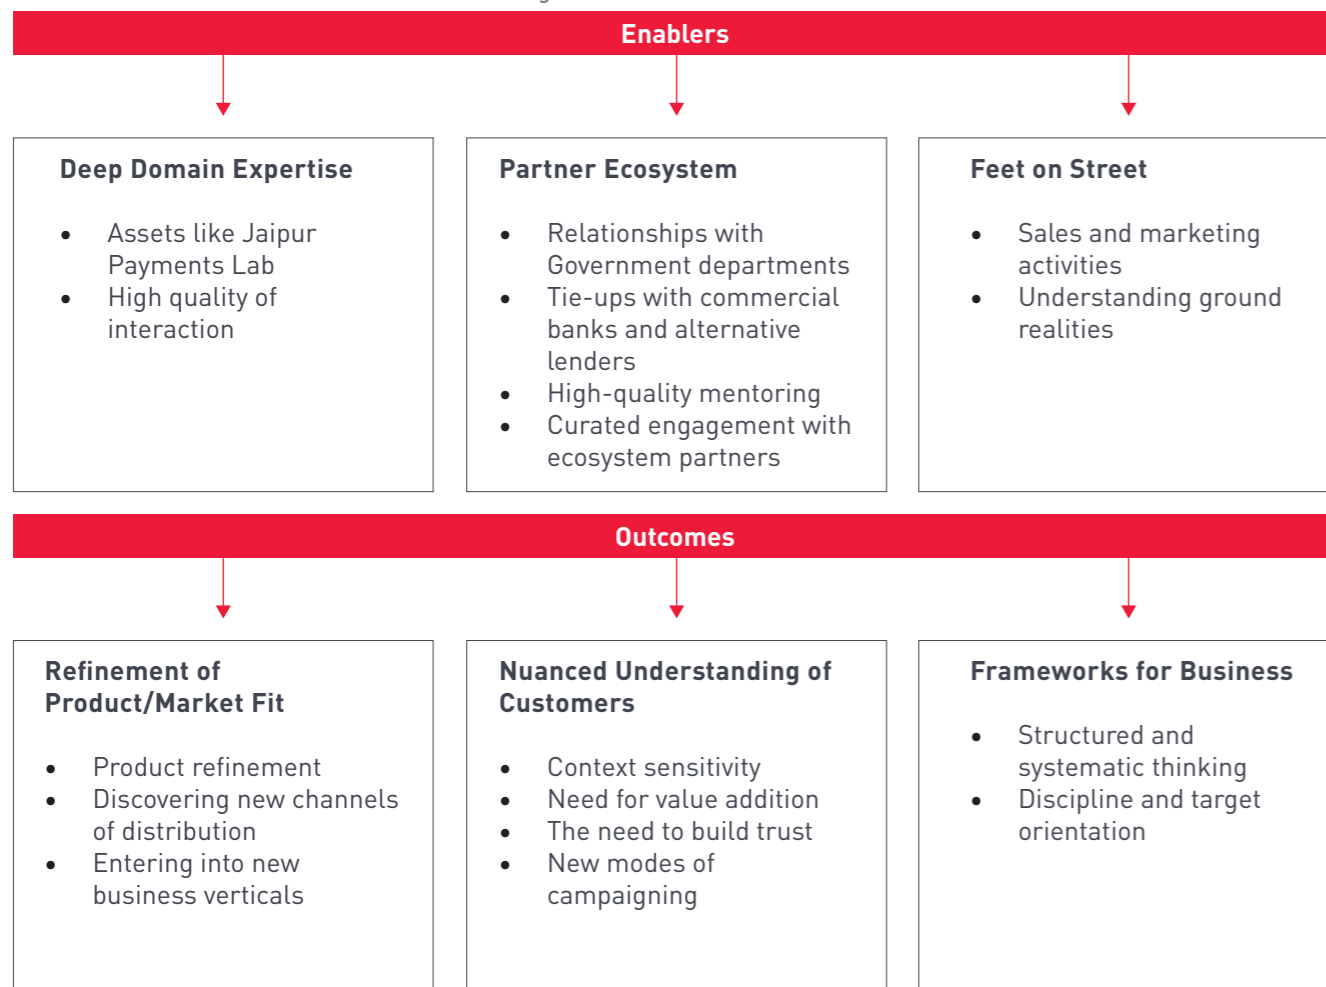 Enablers
Deep Domain Expertise
• Assets like Jaipur
Payments Lab
• High quality of
interaction
Partner Ecosystem
• Relationships with
Government departments
• Tie-ups with commercial
banks and alternative
lenders
• High-quality mentoring
• Curated engagement with
ecosystem partners
Feet on Street
• Sales and marketing
activities
• Understanding ground
realities
Outcomes
Refinement of
Product/Market Fit
• Product refinement
• Discovering new channels
of distribution
• Entering into new
business verticals
Nuanced Understanding of
Customers
• Context sensitivity
• Need for value addition
• The need to build trust
• New modes of
campaigning
Frameworks for Business
• Structured and
systematic thinking
• Discipline and target
orientation